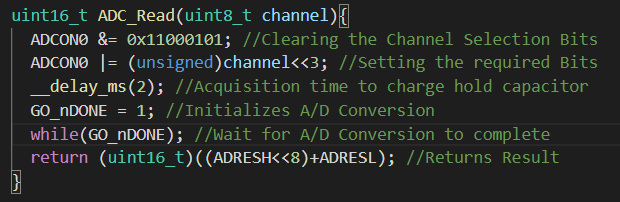 uint16_t ADC_Read(uint8_t channel){
ADCON0 &= 0x11000101; //Clearing the Channel Selection Bits
ADCON0 |= (unsigned)channel<<3; //Setting the required Bits
__delay_ms(2); //Acquisition time to charge hold capacitor
GO_nDONE = 1; //Initializes A/D Conversion
while(GO_nDONE); //Wait for A/D Conversion to complete
return (uint16_t)((ADRESH<<8)+ADRESL); //Returns Result
}